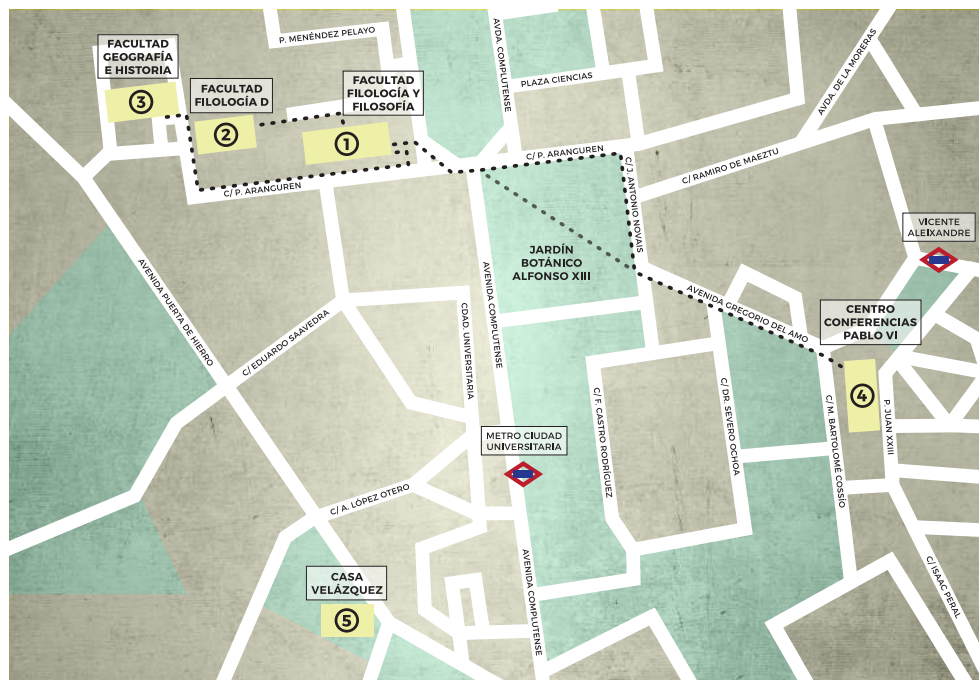 P. MENÉNDEZ PELAYO
AVDA. COMPLUTENSE
AVDA. DE LA MORERAS
FACULTAD
GEOGRAFÍA
E HISTORIA
3
FACULTAD
FILOLOGÍA D
2
FACULTAD
FILOLOGÍA Y
FILOSOFÍA
1
PLAZA CIENCIAS
C/ P. ARANGUREN
C/ P. ARANGUREN
C/ J. ANTONIO NOVAIS
C/ RAMIRO DE MAEZTU
VICENTE
ALEIXANDRE
JARDÍN
BOTÁNICO
ALFONSO XIII
AVENIDA PUERTA DE HIERRO
C/ EDUARDO SAAVEDRA
CDAD. UNIVERSITARIA
AVENIDA COMPLUTENSE
AVENIDA GREGORIO DEL AMO
CENTRO
CONFERENCIAS
PABLO VI
4
P. JUAN XXIII
C/ F. CASTRO RODRÍGUEZ
C/ DR. SEVERO OCHOA
C/ M. BARTOLOMÉ COSSÍO
METRO CIUDAD
UNIVERSITARIA
C/ A. LÓPEZ OTERO
AVENIDA COMPLUTENSE
C/ ISAAC PERAL
CASA
VELÁZQUEZ
5